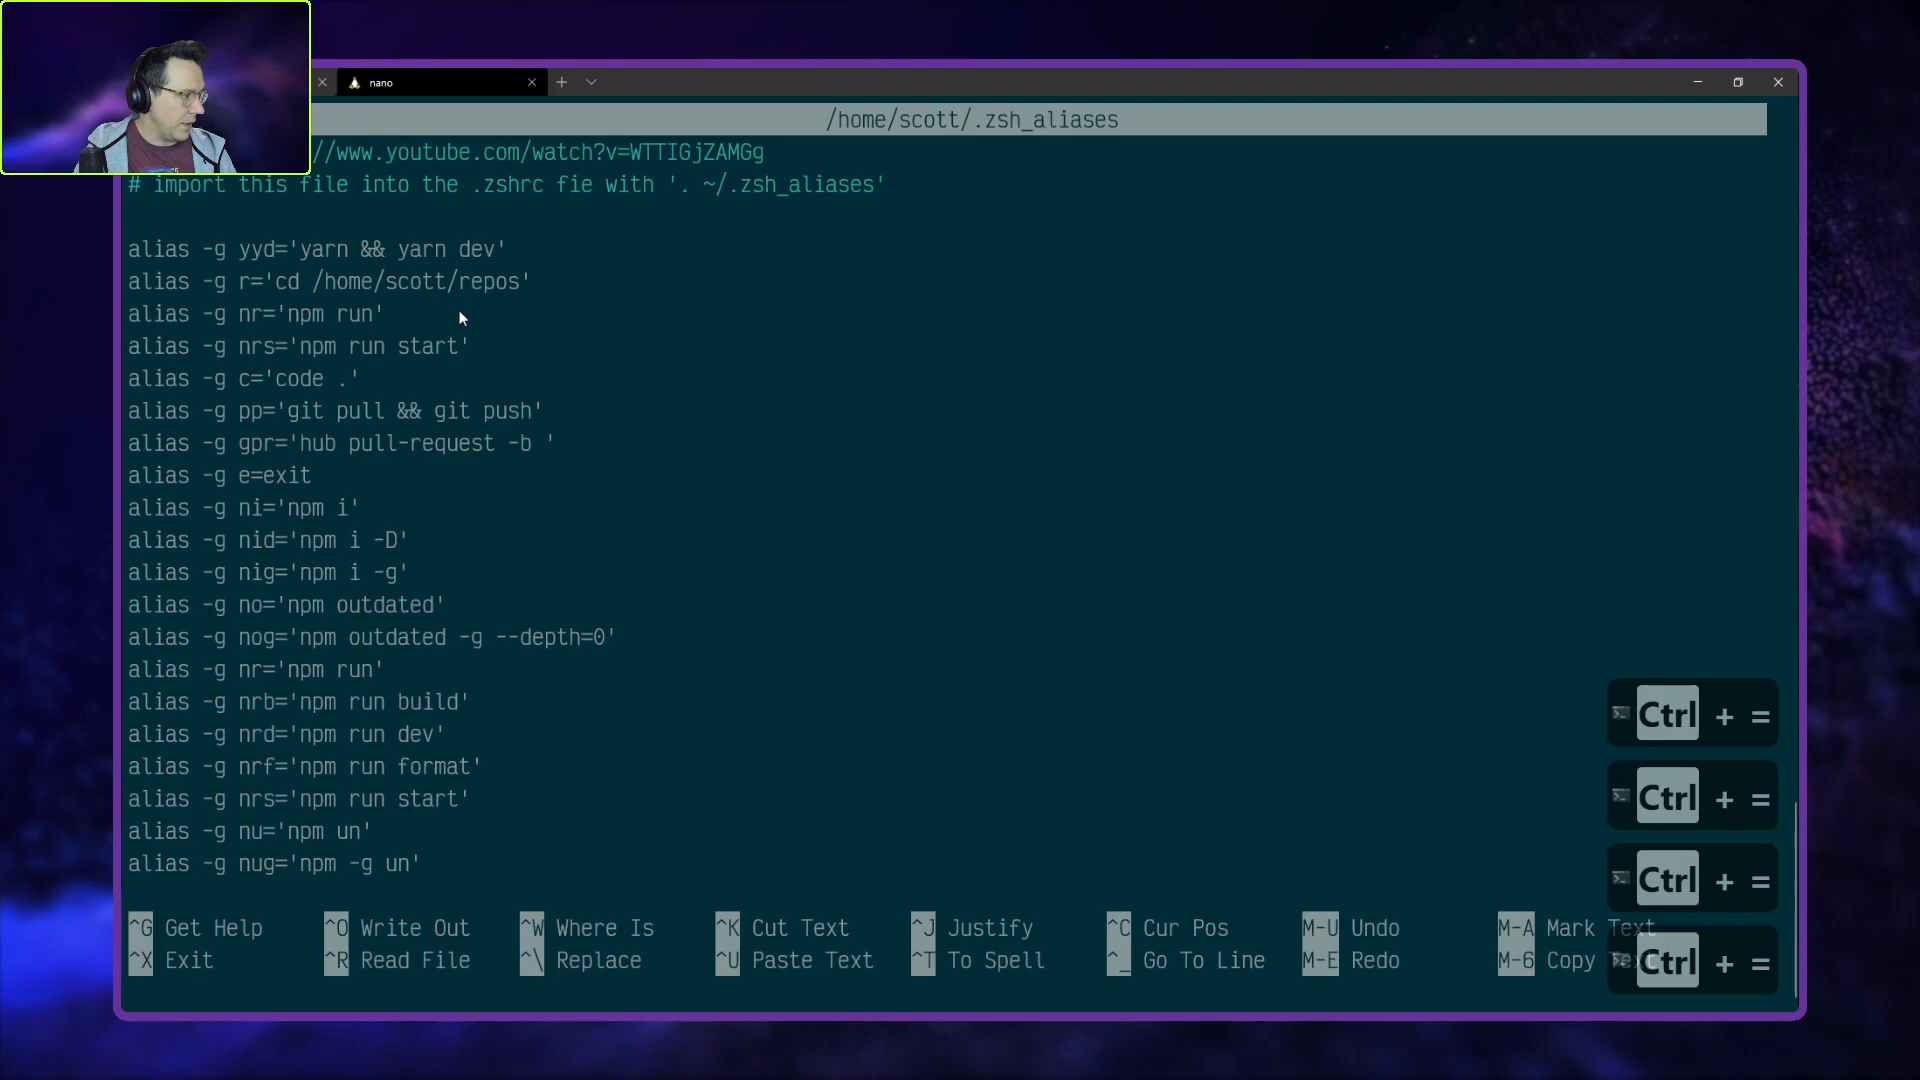 nano
/home/scott/.zsh_aliases
//www.youtube.com/watch?v=WTTIGjZAMGg
# import this file into the .zshrc fie with '. ~/.zsh_aliases'
alias -g yyd='yarn && yarn dev'
alias -g r='cd /home/scott/repos'
alias -g nr='npm run'
alias -g nrs='npm run start'
alias -g c='code .'
alias -g pp='git pull && git push'
alias -g gpr='hub pull-request -b '
alias -g e=exit
alias -g ni='npm i'
alias -g nid='npm i -D'
alias -g nig='npm i -g'
alias -g no='npm outdated'
alias -g nog='npm outdated -g --depth=0'
alias -g nr='npm run'
alias -g nrb='npm run build'
alias -g nrd='npm run dev'
alias -g nrf='npm run format'
alias -g nrs='npm run start'
alias -g nu='npm un'
alias -g nug='npm -g un'
Ctrl + =
Ctrl + =
Ctrl + =
Ctrl + =
^G Get Help ^O Write Out ^W Where Is ^K Cut Text ^J Justify ^C Cur Pos M-U Undo M-A Mark Text
^X Exit ^R Read File ^\ Replace ^U Paste Text ^T To Spell ^_ Go To Line M-E Redo M-6 Copy Text